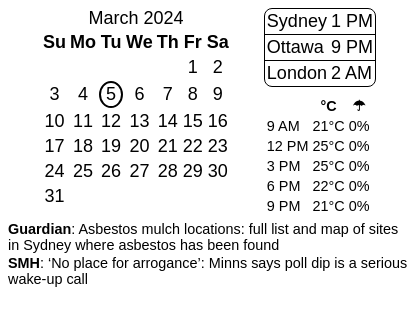 March 2024
Su Mo Tu We Th Fr Sa
1 2
3 4 5 6 7 8 9
10 11 12 13 14 15 16
17 18 19 20 21 22 23
24 25 26 27 28 29 30
31
Sydney 1 PM
Ottawa 9 PM
London 2 AM
°C ☂
9 AM 21°C 0%
12 PM 25°C 0%
3 PM 25°C 0%
6 PM 22°C 0%
9 PM 21°C 0%
Guardian: Asbestos mulch locations: full list and map of sites
in Sydney where asbestos has been found
SMH: ‘No place for arrogance’: Minns says poll dip is a serious
wake-up call